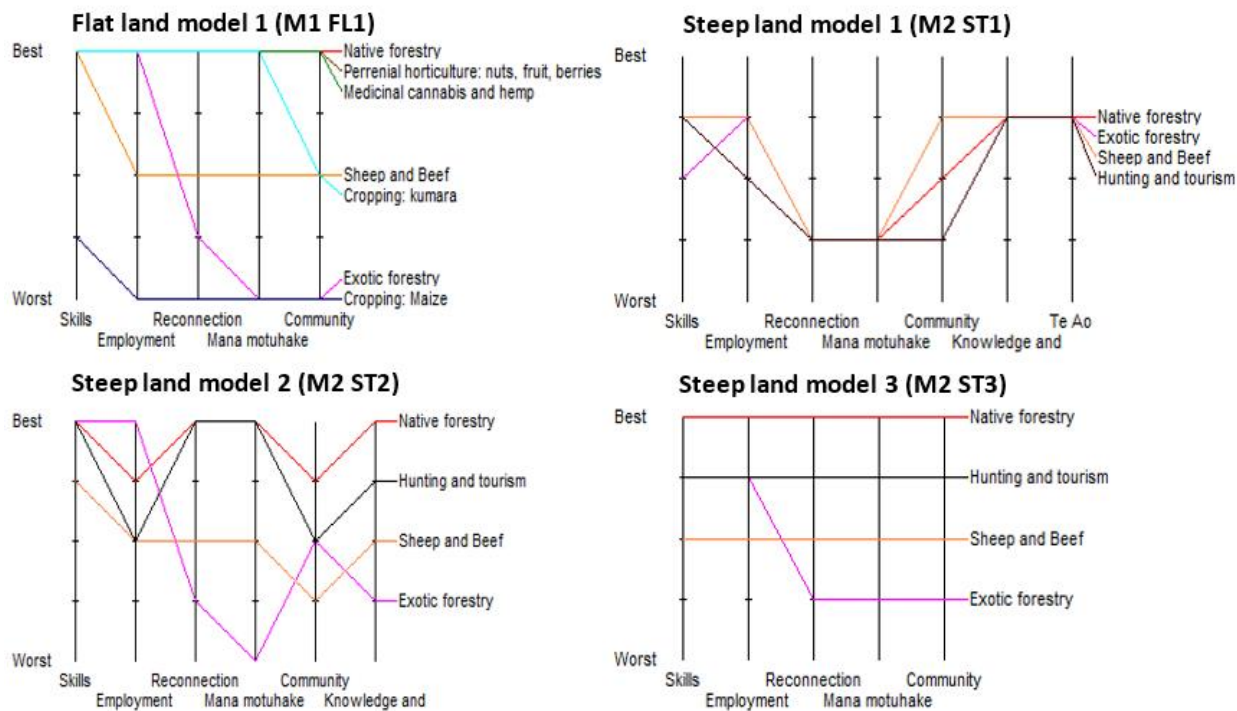 Flat land model 1 (M1 FL1)
Best
Native forestry
Perrenial horticulture: nuts, fruit, berries
Medicinal cannabis and hemp
Sheep and Beef
Cropping: kumara
Exotic forestry
Cropping: Maize
Worst
Skills
Reconnection
Community
Employment
Mana motuhake
Steep land model 1 (M2 ST1)
Best
Native forestry
Exotic forestry
Sheep and Beef
Hunting and tourism
Worst
Skills
Reconnection
Community
Te Ao
Employment
Mana motuhake
Knowledge and
Steep land model 2 (M2 ST2)
Best
Native forestry
Hunting and tourism
Sheep and Beef
Exotic forestry
Worst
Skills
Reconnection
Community
Employment
Mana motuhake
Knowledge and
Steep land model 3 (M2 ST3)
Best
Native forestry
Hunting and tourism
Sheep and Beef
Exotic forestry
Worst
Skills
Reconnection
Community
Employment
Mana motuhake